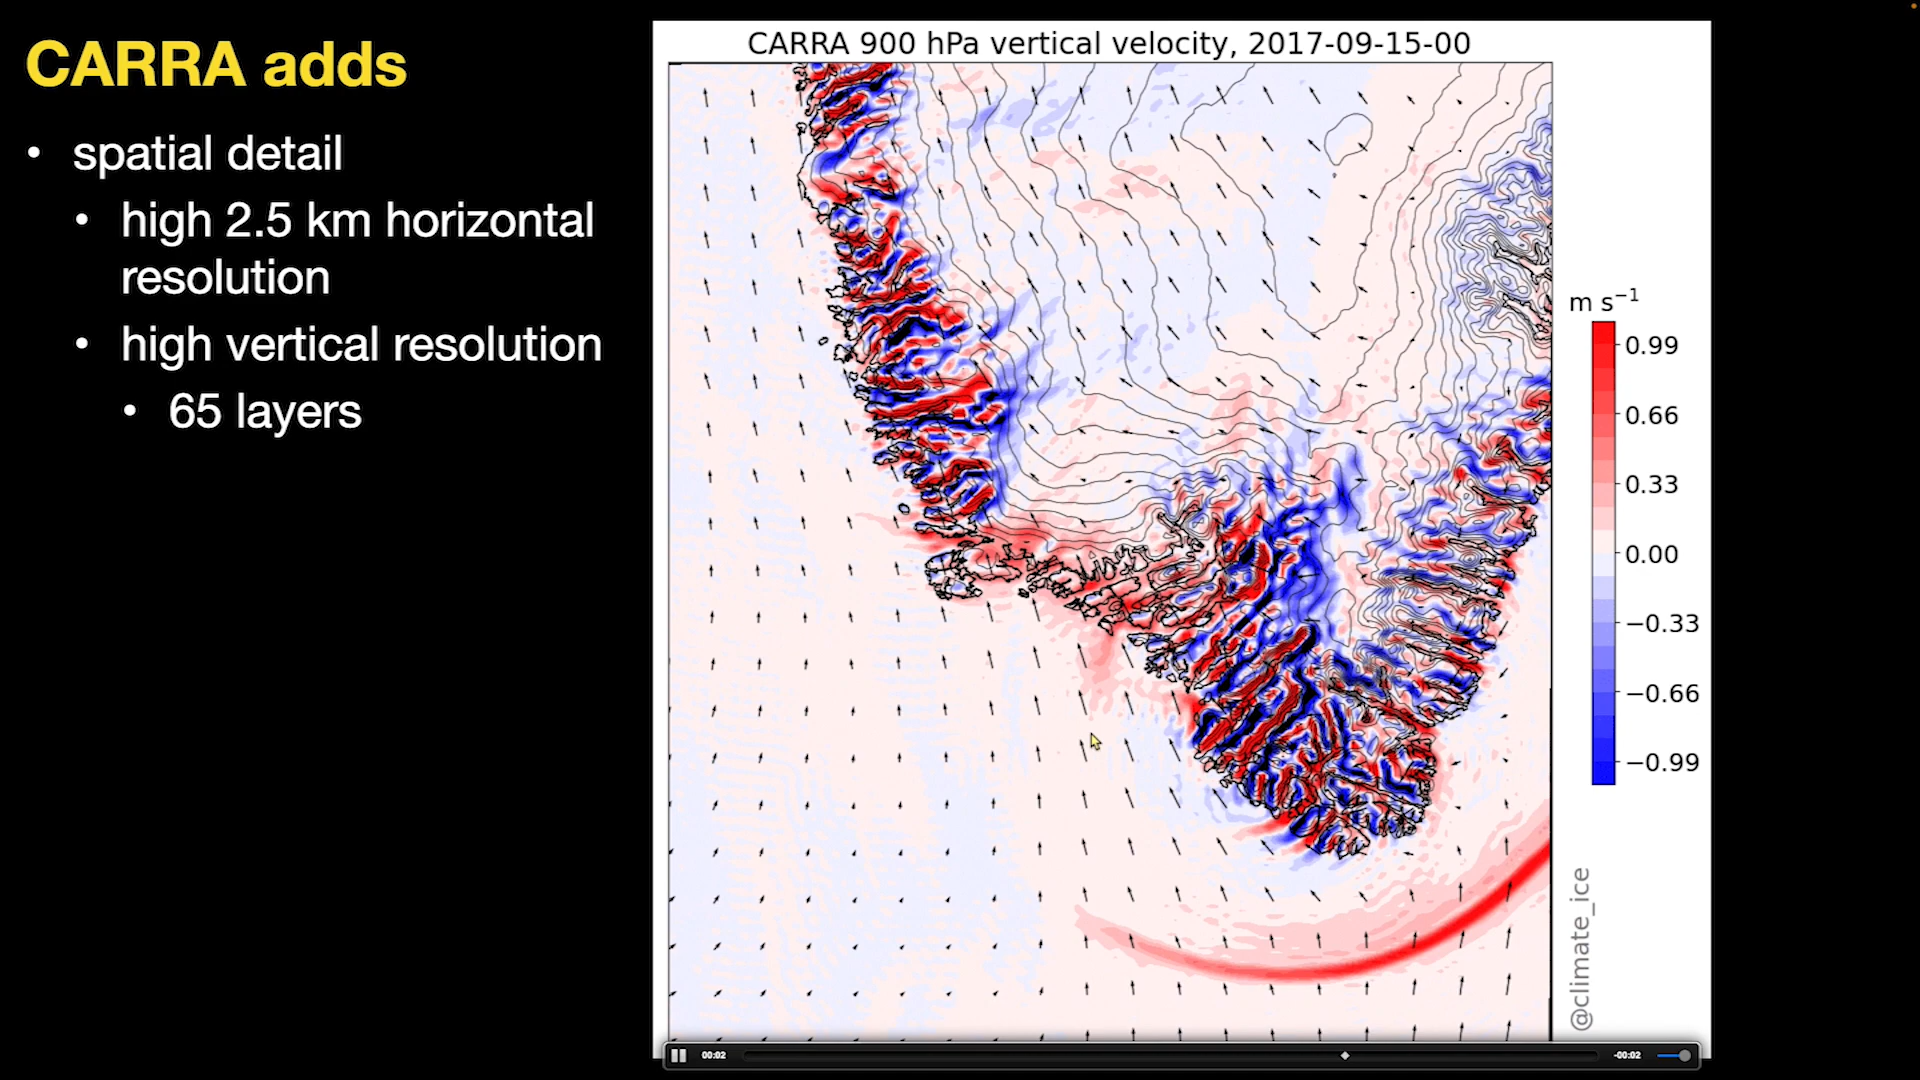 CARRA adds
• spatial detail
• high 2.5 km horizontal
resolution
• high vertical resolution
• 65 layers
CARRA 900 hPa vertical velocity, 2017-09-15-00
m s⁻¹
0.99
0.66
0.33
0.00
−0.33
−0.66
−0.99
@climate_ice
00:02
-00:02